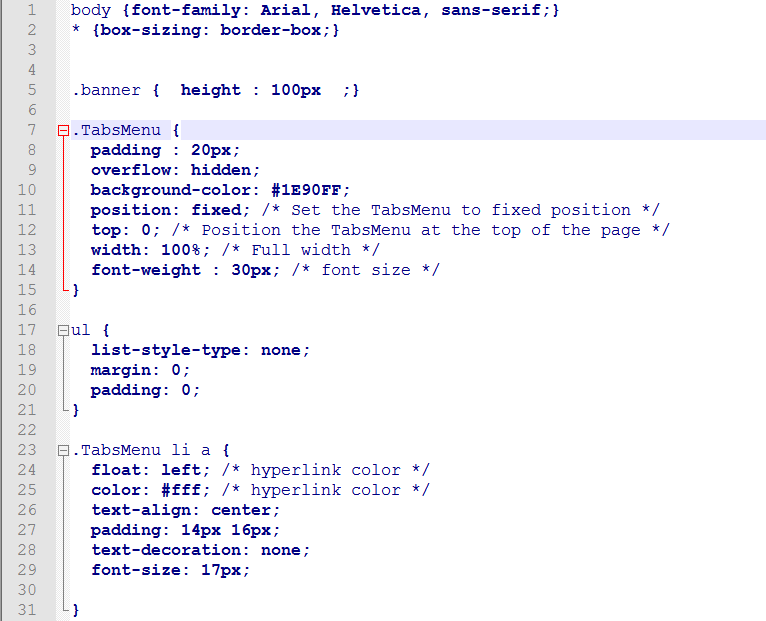 1 body {font-family: Arial, Helvetica, sans-serif;}
2 * {box-sizing: border-box;}
3
4
5 .banner {  height : 100px  ;}
6
7 .TabsMenu {
8   padding : 20px;
9   overflow: hidden;
10   background-color: #1E90FF;
11   position: fixed; /* Set the TabsMenu to fixed position */
12   top: 0; /* Position the TabsMenu at the top of the page */
13   width: 100%; /* Full width */
14   font-weight : 30px; /* font size */
15 }
16
17 ul {
18   list-style-type: none;
19   margin: 0;
20   padding: 0;
21 }
22
23 .TabsMenu li a {
24   float: left; /* hyperlink color */
25   color: #fff; /* hyperlink color */
26   text-align: center;
27   padding: 14px 16px;
28   text-decoration: none;
29   font-size: 17px;
30
31 }